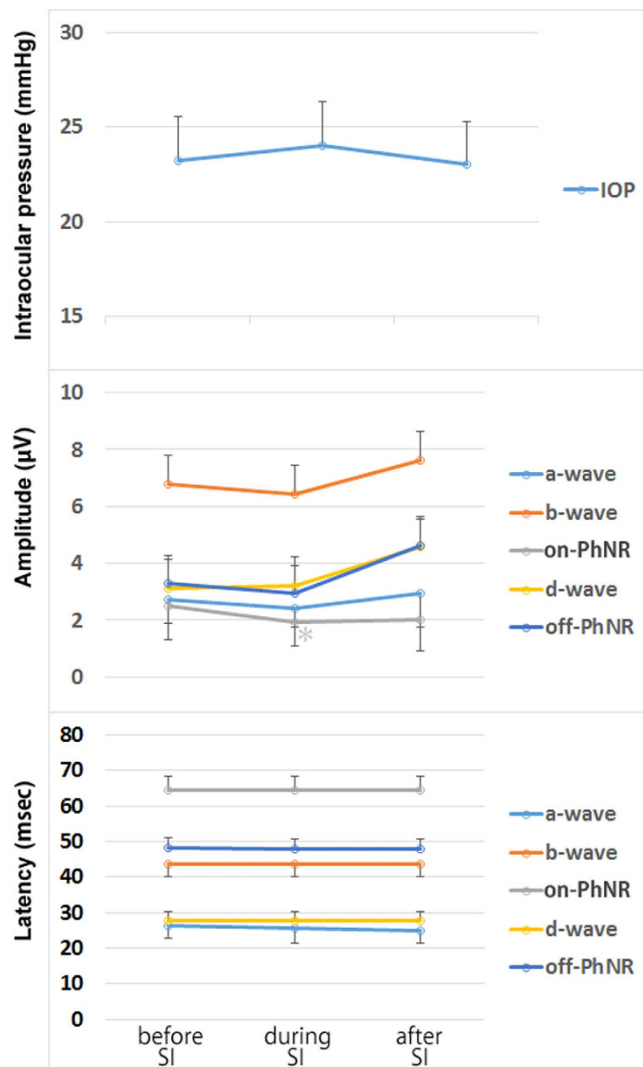 Intraocular pressure (mmHg)
30
25
20
15
IOP
Amplitude (µV)
10
8
6
4
2
0
*
a-wave
b-wave
on-PhNR
d-wave
off-PhNR
Latency (msec)
80
70
60
50
40
30
20
10
0
a-wave
b-wave
on-PhNR
d-wave
off-PhNR
before
SI
during
SI
after
SI